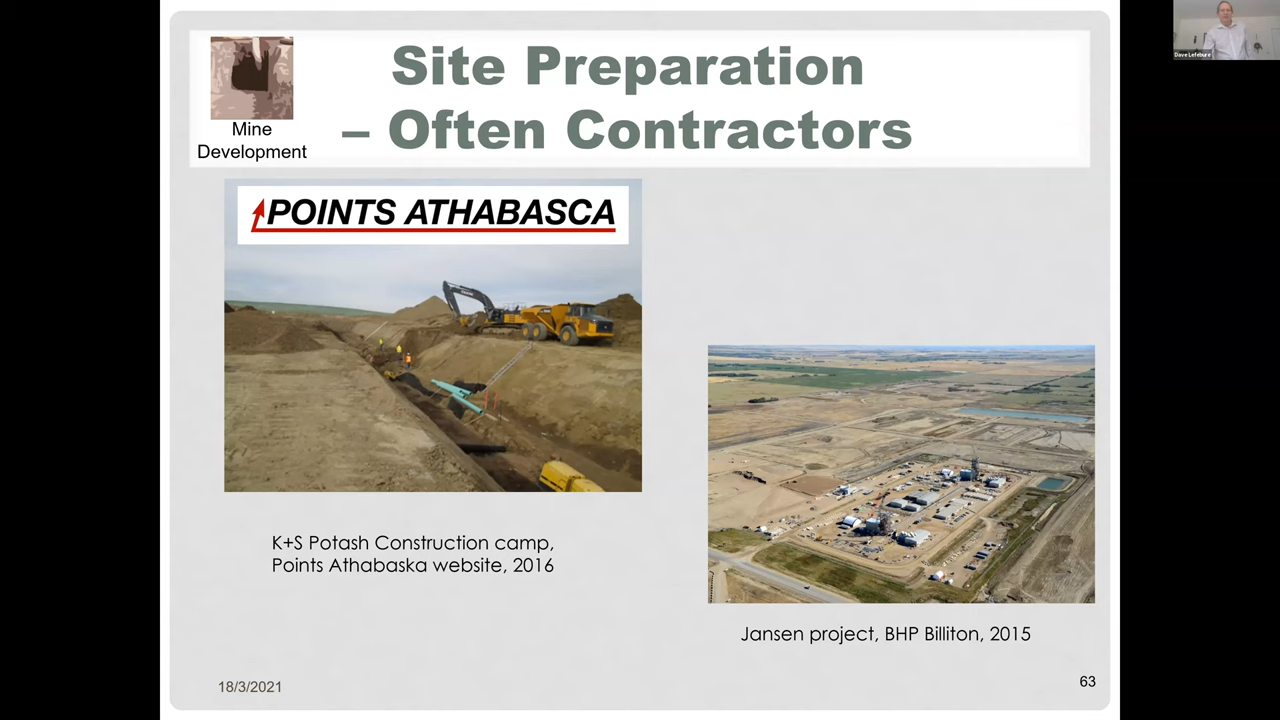 Site Preparation
– Often Contractors
Mine
Development
POINTS ATHABASCA
K+S Potash Construction camp,
Points Athabaska website, 2016
Jansen project, BHP Billiton, 2015
18/3/2021
63
Dave Lefebure